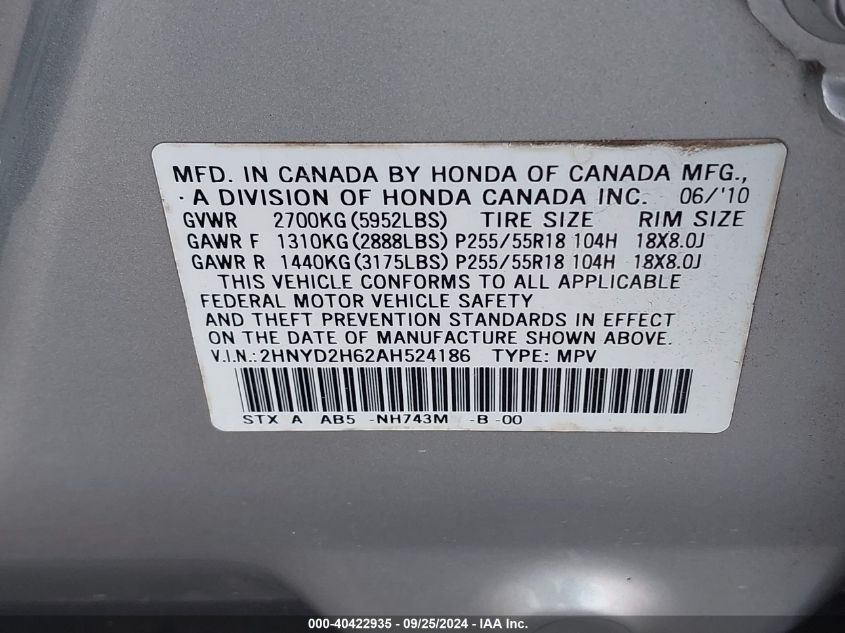 MFD. IN CANADA BY HONDA OF CANADA MFG.,
A DIVISION OF HONDA CANADA INC. 06/'10
GVWR 2700KG(5952LBS) TIRE SIZE RIM SIZE
GAWR F 1310KG(2888LBS) P255/55R18 104H 18X8.0J
GAWR R 1440KG(3175LBS) P255/55R18 104H 18X8.0J
THIS VEHICLE CONFORMS TO ALL APPLICABLE
FEDERAL MOTOR VEHICLE SAFETY
AND THEFT PREVENTION STANDARDS IN EFFECT
ON THE DATE OF MANUFACTURE SHOWN ABOVE.
V.I.N.:2HNYD2H62AH524186 TYPE: MPV
STX A AB5 -NH743M -B-00
000-40422935 - 09/25/2024 - IAA Inc.